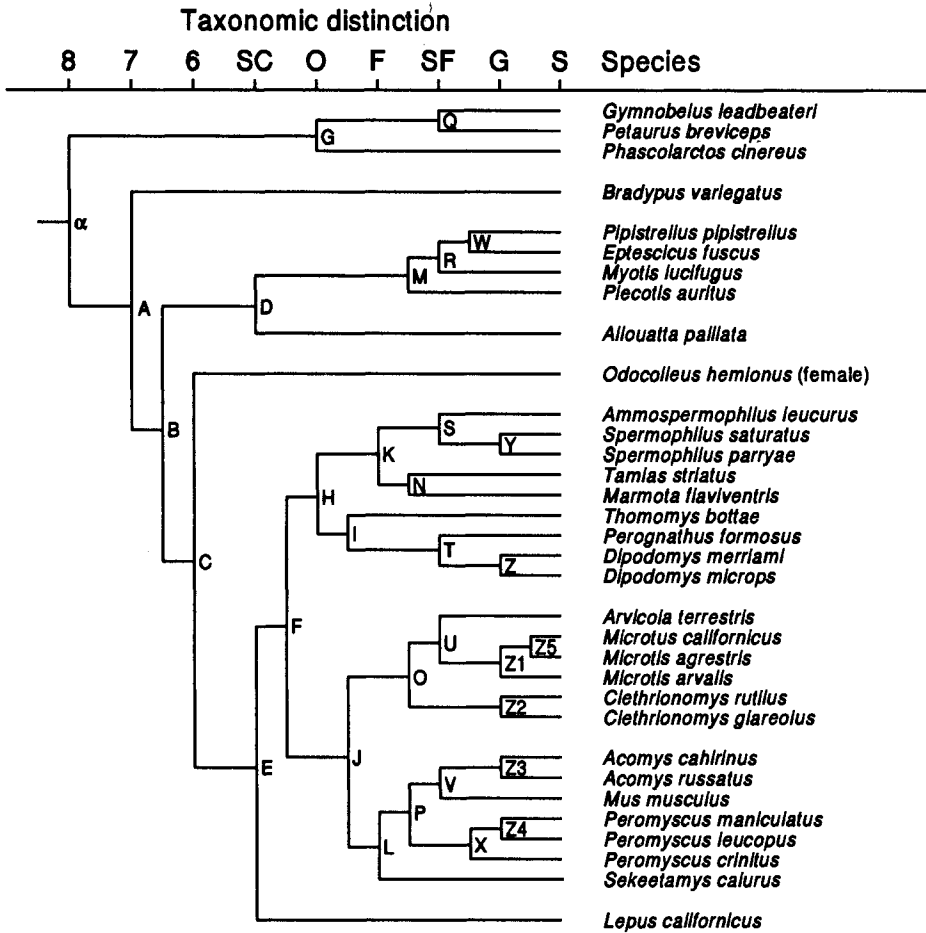 Taxonomic distinction
8 7 6 SC O F SF G S Species
Gymnobelus leadbeateri
Q
Petaurus breviceps
G
Phascolarctos cinereus
Bradypus variegatus
α
Pipistrellus pipistrellus
W
Eptescicus fuscus
R
Myotis lucifugus
M
Plecotis auritus
A
D
Allouatta palliata
Odocoileus hemionus (female)
B
Ammospermophilus leucurus
S
Spermophilus saturatus
Y
Spermophilus parryae
K
Tamias striatus
N
Marmota flaviventris
H
Thomomys bottae
I
Perognathus formosus
T
Dipodomys merriami
C
Z
Dipodomys microps
Arvicola terrestris
F
U
Microtus californicus
Z5
Microtis agrestris
Z1
Microtis arvalis
O
Clethrionomys rutilus
Z2
Clethrionomys glareolus
J
Acomys cahirinus
E
Z3
Acomys russatus
V
Mus musculus
P
Peromyscus maniculatus
Z4
Peromyscus leucopus
L
X
Peromyscus crinitus
Sekeetamys calurus
Lepus californicus